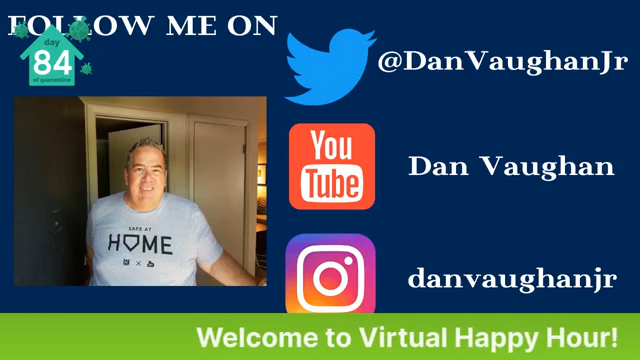 FOLLOW ME ON
day
84
of quarantine
@DanVaughanJr
You
Tube
Dan Vaughan
SAFE AT
HOME
danvaughanjr
Welcome to Virtual Happy Hour!